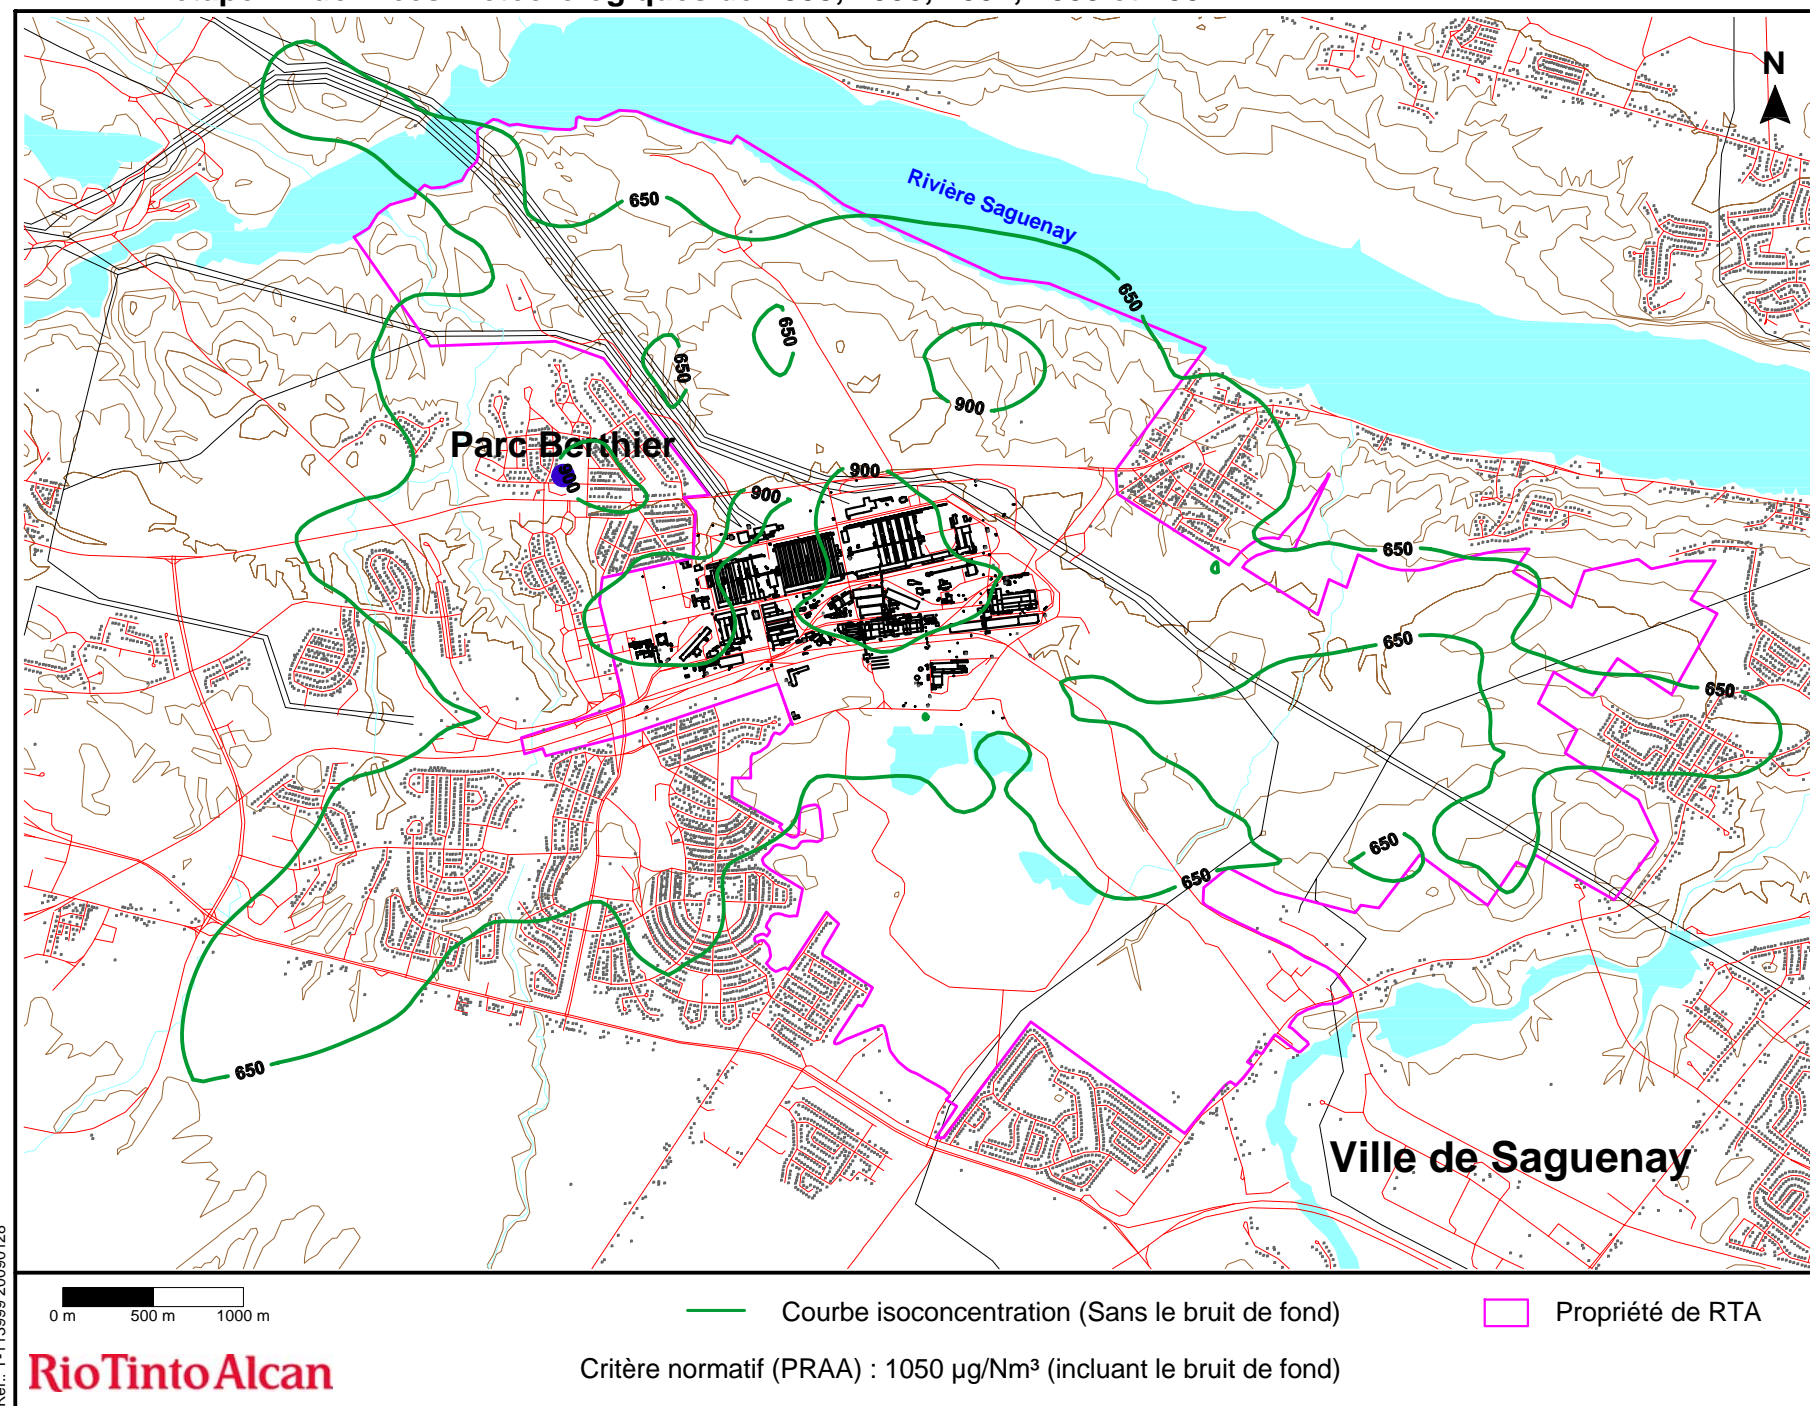 N
650
Rivière Saguenay
650
650
650
900
Parc Berthier
900
900
900
650
650
650
650
650
650
Ville de Saguenay
0 m 500 m 1000 m
Courbe isoconcentration (Sans le bruit de fond)
Propriété de RTA
RioTintoAlcan
Critère normatif (PRAA) : 1050 µg/Nm³ (incluant le bruit de fond)